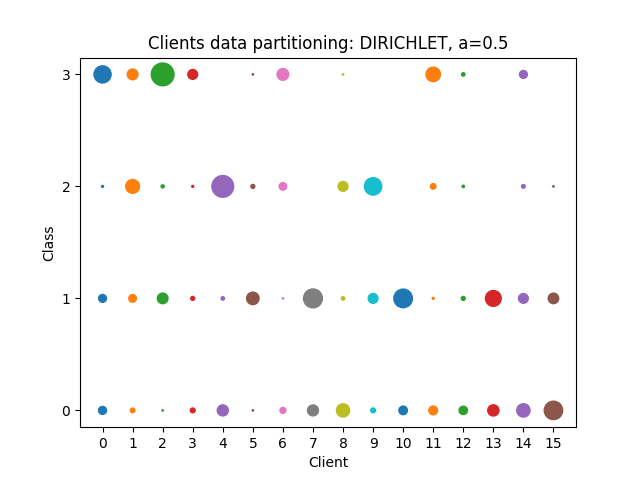 Clients data partitioning: DIRICHLET, a=0.5
3
2
1
0
Class
0 1 2 3 4 5 6 7 8 9 10 11 12 13 14 15
Client